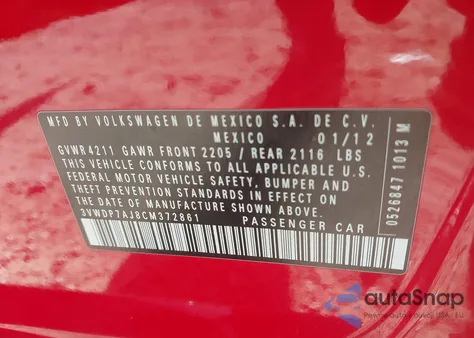 MFD BY VOLKSWAGEN DE MEXICO S.A. DE C.V.
MEXICO 01/12
GVWR 4211 GAWR FRONT 2205 / REAR 2116 LBS
THIS VEHICLE CONFORMS TO ALL APPLICABLE U.S.
FEDERAL MOTOR VEHICLE SAFETY, BUMPER AND
THEFT PREVENTION STANDARDS IN EFFECT ON
THE DATE OF MANUFACTURE SHOWN ABOVE
3VWDP7AJ8CM372861 PASSENGER CAR
0526847 1013 M
autoSnap